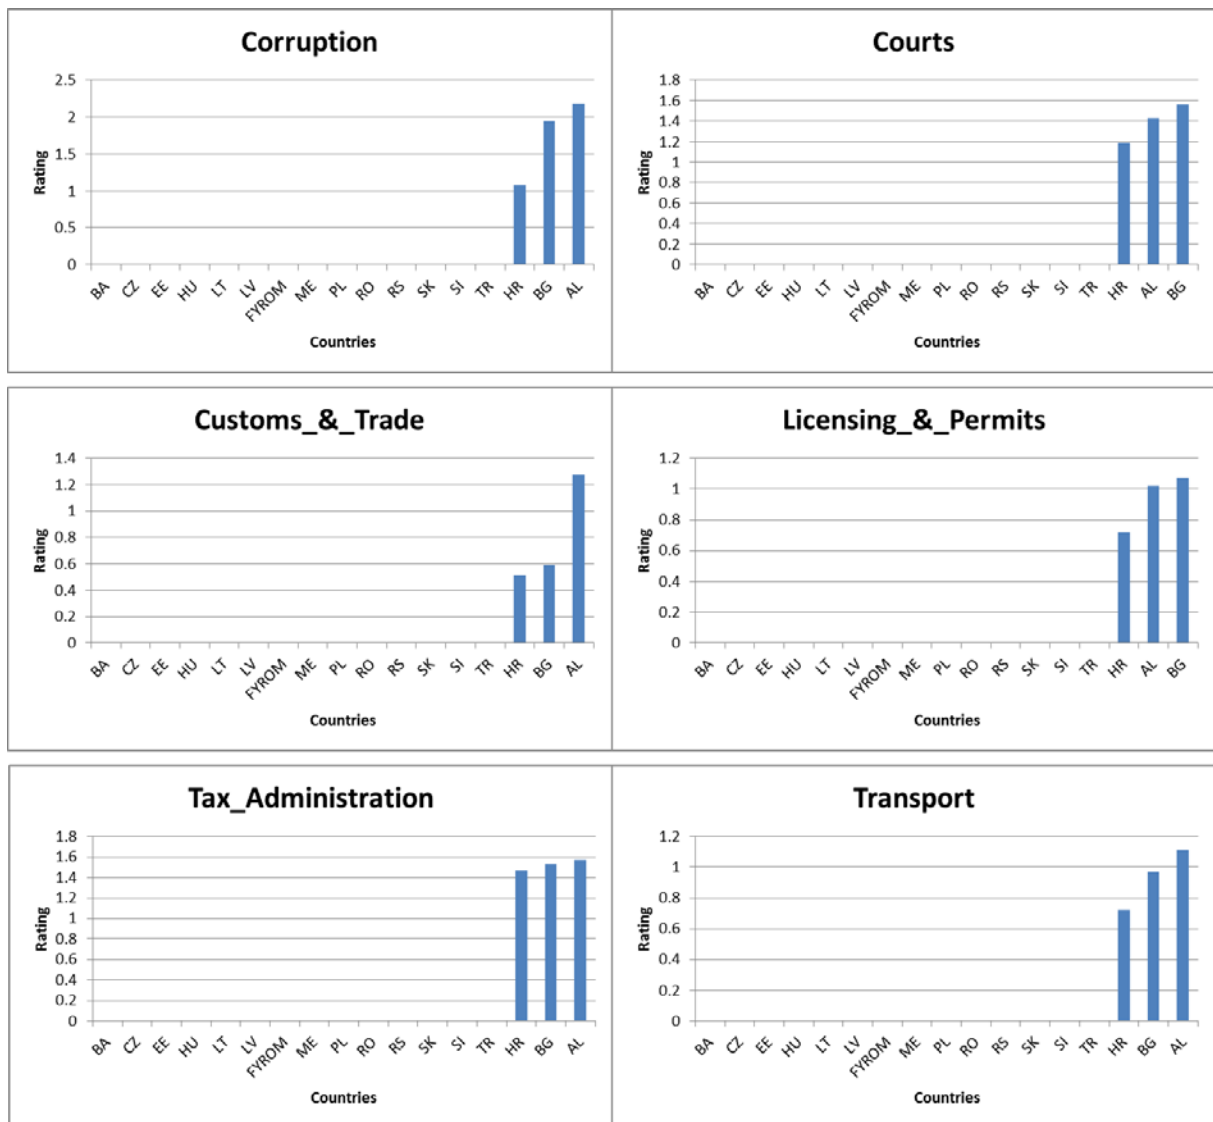 Corruption
2.5
2
1.5
1
0.5
0
Rating
BA CZ EE HU LT LV FYROM ME PL RO RS SK SI TR HR BG AL
Countries
Courts
1.8
1.6
1.4
1.2
1
0.8
0.6
0.4
0.2
0
Rating
BA CZ EE HU LT LV FYROM ME PL RO RS SK SI TR HR AL BG
Countries
Customs_&_Trade
1.4
1.2
1
0.8
0.6
0.4
0.2
0
Rating
BA CZ EE HU LT LV FYROM ME PL RO RS SK SI TR HR BG AL
Countries
Licensing_&_Permits
1.2
1
0.8
0.6
0.4
0.2
0
Rating
BA CZ EE HU LT LV FYROM ME PL RO RS SK SI TR HR AL BG
Countries
Tax_Administration
1.8
1.6
1.4
1.2
1
0.8
0.6
0.4
0.2
0
Rating
BA CZ EE HU LT LV FYROM ME PL RO RS SK SI TR HR BG AL
Countries
Transport
1.2
1
0.8
0.6
0.4
0.2
0
Rating
BA CZ EE HU LT LV FYROM ME PL RO RS SK SI TR HR BG AL
Countries